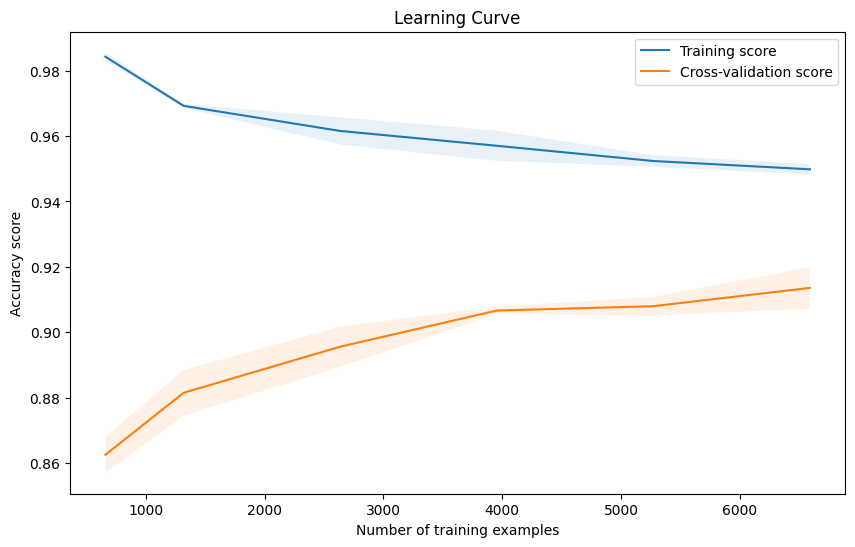 Learning Curve
Training score
Cross-validation score
0.98
0.96
0.94
0.92
0.90
0.88
0.86
Accuracy score
1000 2000 3000 4000 5000 6000
Number of training examples